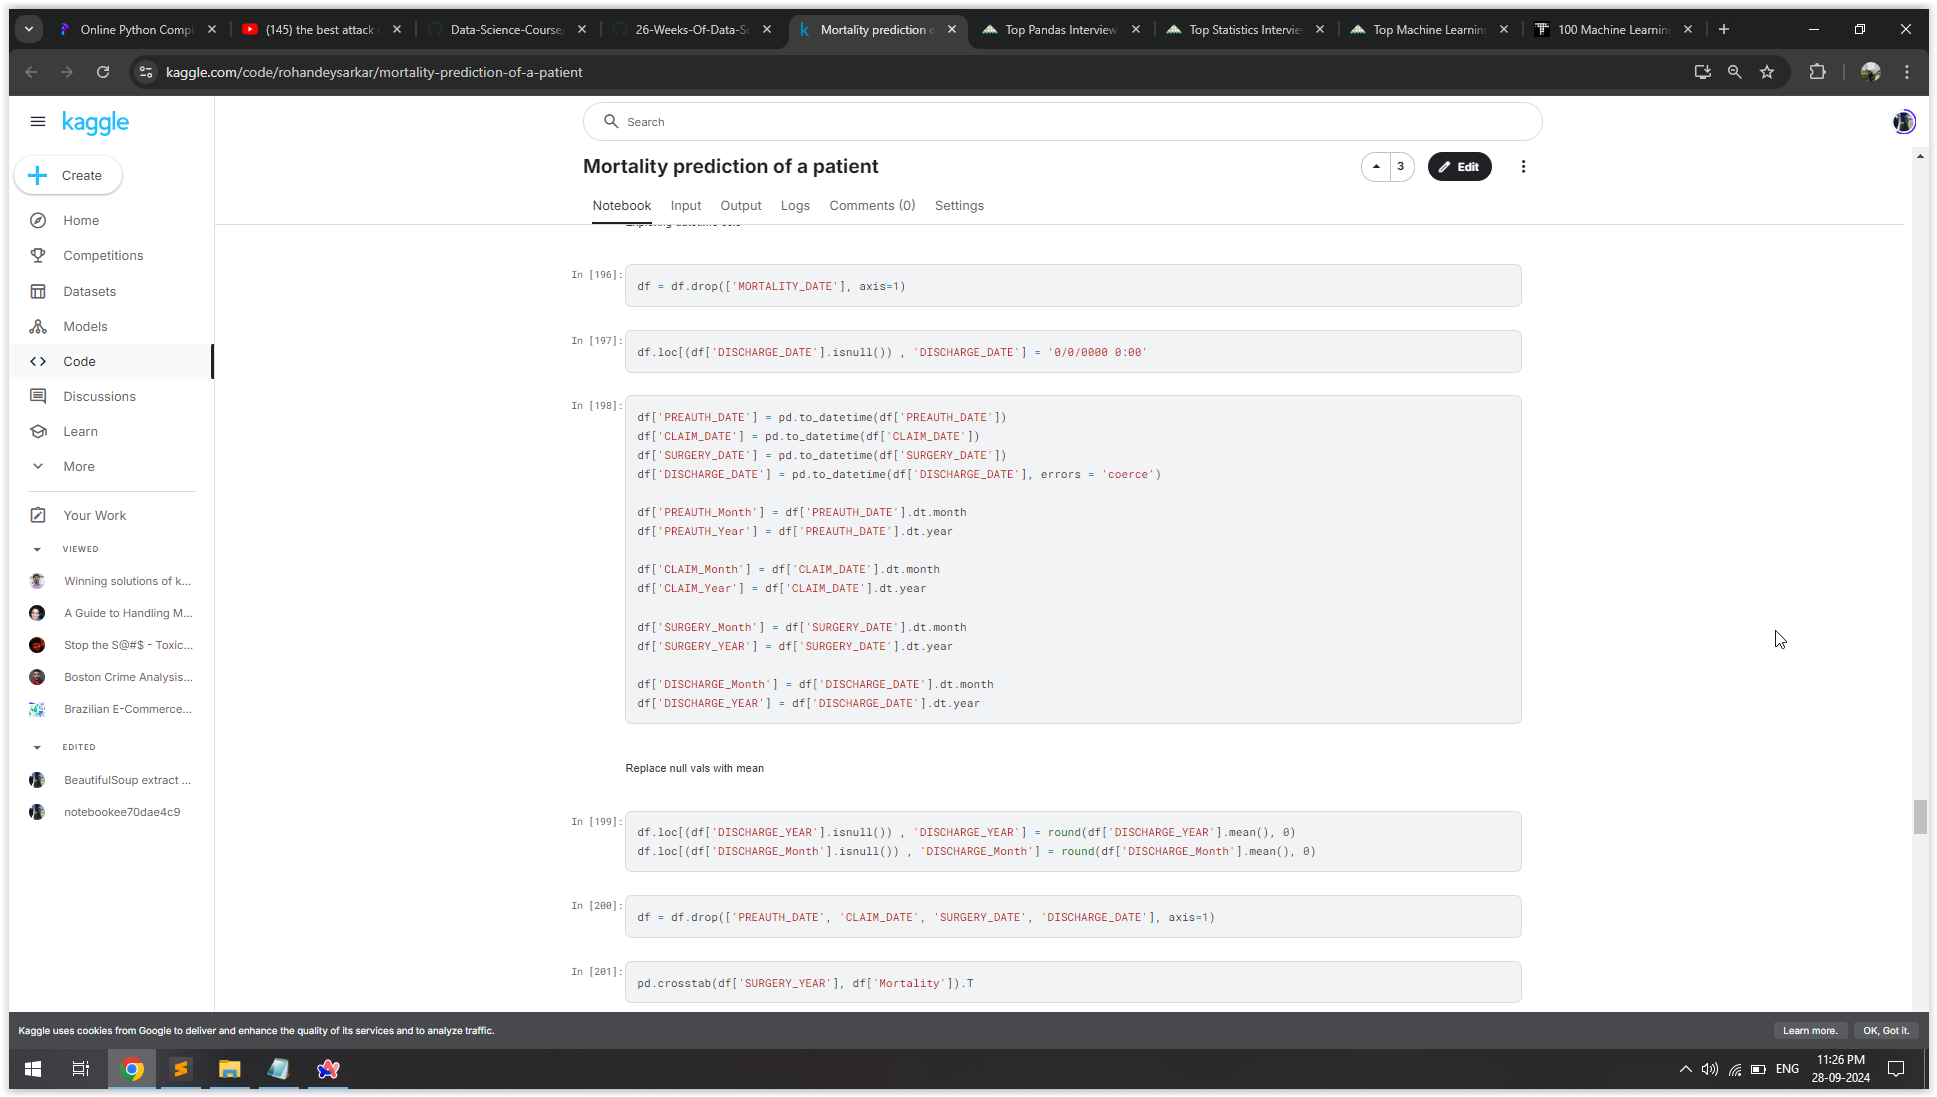 Online Python Compi
(145) the best attack
Data-Science-Course/
26-Weeks-Of-Data-S
Mortality prediction o
Top Pandas Interview
Top Statistics Intervie
Top Machine Learning
100 Machine Learning
kaggle.com/code/rohandeysarkar/mortality-prediction-of-a-patient
kaggle
Search
Create
Home
Competitions
Datasets
Models
Code
Discussions
Learn
More
Your Work
VIEWED
Winning solutions of k...
A Guide to Handling M...
Stop the S@#$ - Toxic...
Boston Crime Analysis...
Brazilian E-Commerce...
EDITED
BeautifulSoup extract ...
notebookee70dae4c9
Mortality prediction of a patient
3
Edit
Notebook Input Output Logs Comments (0) Settings
In [196]:
df = df.drop(['MORTALITY_DATE'], axis=1)
In [197]:
df.loc[(df['DISCHARGE_DATE'].isnull()) , 'DISCHARGE_DATE'] = '0/0/0000 0:00'
In [198]:
df['PREAUTH_DATE'] = pd.to_datetime(df['PREAUTH_DATE'])
df['CLAIM_DATE'] = pd.to_datetime(df['CLAIM_DATE'])
df['SURGERY_DATE'] = pd.to_datetime(df['SURGERY_DATE'])
df['DISCHARGE_DATE'] = pd.to_datetime(df['DISCHARGE_DATE'], errors = 'coerce')
df['PREAUTH_Month'] = df['PREAUTH_DATE'].dt.month
df['PREAUTH_Year'] = df['PREAUTH_DATE'].dt.year
df['CLAIM_Month'] = df['CLAIM_DATE'].dt.month
df['CLAIM_Year'] = df['CLAIM_DATE'].dt.year
df['SURGERY_Month'] = df['SURGERY_DATE'].dt.month
df['SURGERY_YEAR'] = df['SURGERY_DATE'].dt.year
df['DISCHARGE_Month'] = df['DISCHARGE_DATE'].dt.month
df['DISCHARGE_YEAR'] = df['DISCHARGE_DATE'].dt.year
Replace null vals with mean
In [199]:
df.loc[(df['DISCHARGE_YEAR'].isnull()) , 'DISCHARGE_YEAR'] = round(df['DISCHARGE_YEAR'].mean(), 0)
df.loc[(df['DISCHARGE_Month'].isnull()) , 'DISCHARGE_Month'] = round(df['DISCHARGE_Month'].mean(), 0)
In [200]:
df = df.drop(['PREAUTH_DATE', 'CLAIM_DATE', 'SURGERY_DATE', 'DISCHARGE_DATE'], axis=1)
In [201]:
pd.crosstab(df['SURGERY_YEAR'], df['Mortality']).T
Kaggle uses cookies from Google to deliver and enhance the quality of its services and to analyze traffic.
Learn more.
OK, Got it.
ENG
11:26 PM
28-09-2024